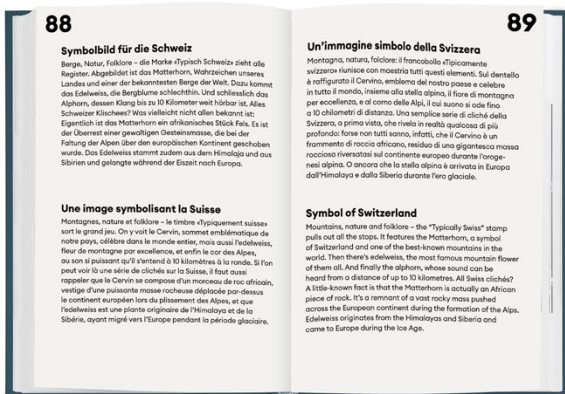 88
Symbolbild für die Schweiz
Berge, Natur, Folklore – die Marke «Typisch Schweiz» zieht alle
Register. Abgebildet ist das Matterhorn, Wahrzeichen unseres
Landes und einer der bekanntesten Berge der Welt. Dazu kommt
das Edelweiss, die Bergblume schlechthin. Und schliesslich das
Alphorn, dessen Klang bis zu 10 Kilometer weit hörbar ist. Alles
Schweizer Klischees? Was vielleicht nicht allen bekannt ist:
Eigentlich ist das Matterhorn ein afrikanisches Stück Fels. Es ist
der Überrest einer gewaltigen Gesteinsmasse, die bei der
Faltung der Alpen über den europäischen Kontinent geschoben
wurde. Das Edelweiss stammt zudem aus dem Himalaja und aus
Sibirien und gelangte während der Eiszeit nach Europa.
Une image symbolisant la Suisse
Montagnes, nature et folklore – le timbre «Typiquement suisse»
sort le grand jeu. On y voit le Cervin, sommet emblématique de
notre pays, célèbre dans le monde entier, mais aussi l'edelweiss,
fleur de montagne par excellence, et enfin le cor des Alpes,
au son si puissant qu'il s'entend à 10 kilomètres à la ronde. Si l'on
peut voir là une série de clichés sur la Suisse, il faut aussi
rappeler que le Cervin se compose d'un morceau de roc africain,
vestige d'une puissante masse rocheuse déplacée par-dessus
le continent européen lors du plissement des Alpes, et que
l'edelweiss est une plante originaire de l'Himalaya et de la
Sibérie, ayant migré vers l'Europe pendant la période glaciaire.
89
Un'immagine simbolo della Svizzera
Montagna, natura, folclore: il francobollo «Tipicamente
svizzero» riunisce con maestria tutti questi elementi. Sul dentello
è raffigurato il Cervino, emblema del nostro paese e celebre
in tutto il mondo, insieme alla stella alpina, il fiore di montagna
per eccellenza, e al corno delle Alpi, il cui suono si ode fino
a 10 chilometri di distanza. Una semplice serie di cliché della
Svizzera, a prima vista, che rivela in realtà qualcosa di più
profondo: forse non tutti sanno, infatti, che il Cervino è un
frammento di roccia africano, residuo di una gigantesca massa
rocciosa riversatasi sul continente europeo durante l'oroge-
nesi alpina. O ancora che la stella alpina è arrivata in Europa
dall'Himalaya e dalla Siberia durante l'era glaciale.
Symbol of Switzerland
Mountains, nature and folklore – the "Typically Swiss" stamp
pulls out all the stops. It features the Matterhorn, a symbol
of Switzerland and one of the best-known mountains in the
world. Then there's edelweiss, the most famous mountain flower
of them all. And finally the alphorn, whose sound can be
heard from a distance of up to 10 kilometres. All Swiss clichés?
A little-known fact is that the Matterhorn is actually an African
piece of rock. It's a remnant of a vast rocky mass pushed
across the European continent during the formation of the Alps.
Edelweiss originates from the Himalayas and Siberia and
came to Europe during the Ice Age.